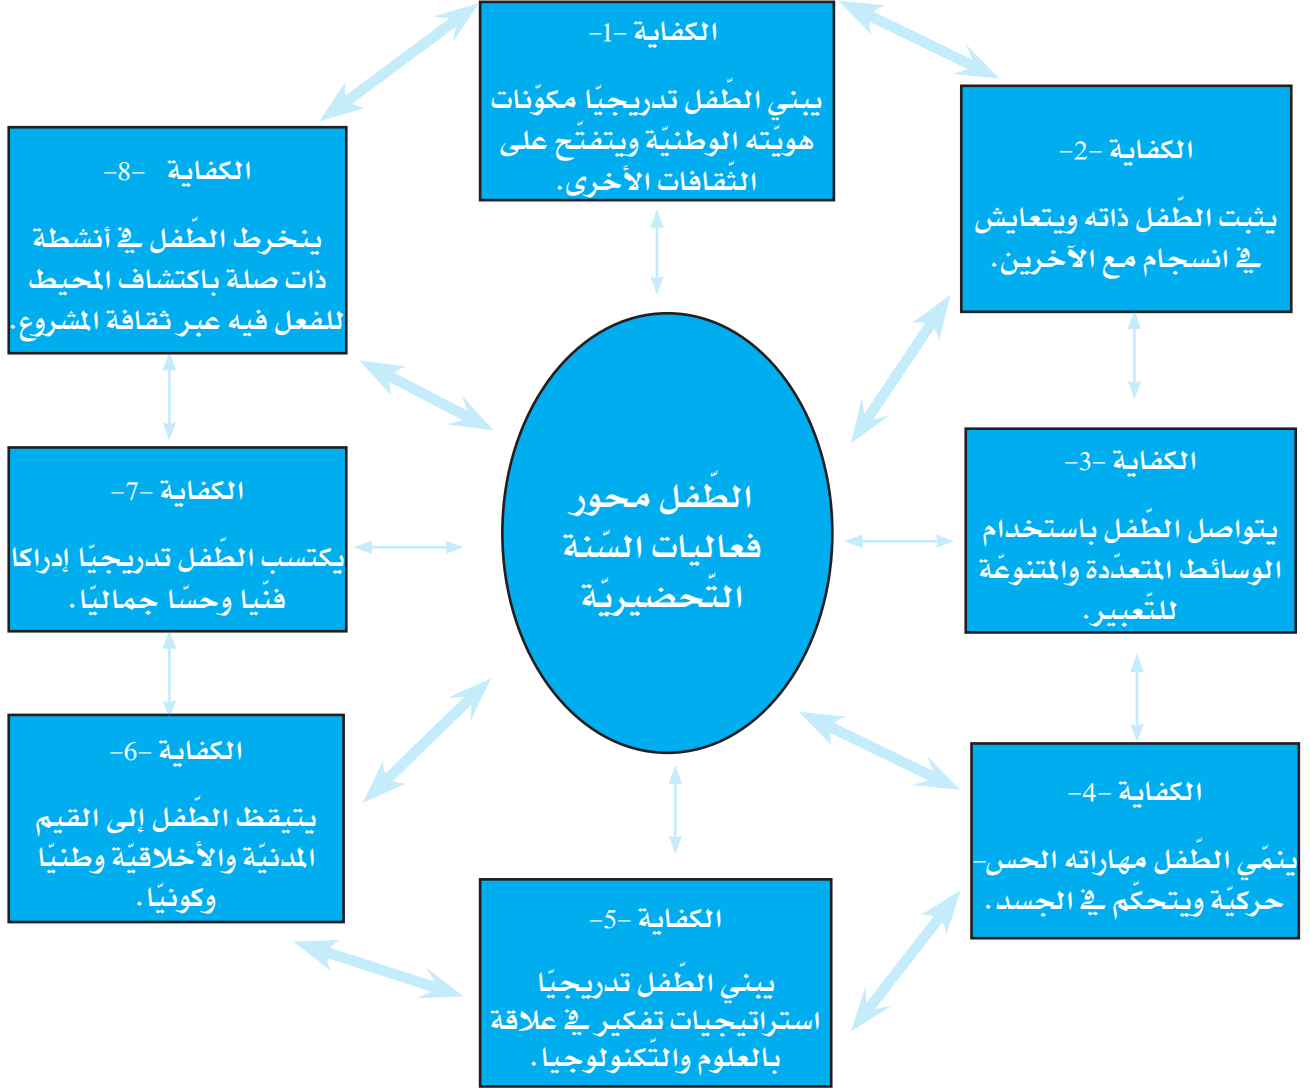 الكفاية -1-
يبني الطّفل تدريجيّا مكوّنات
هويّته الوطنيّة ويتفتّح على
الثّقافات الأخرى.
الكفاية -2-
يثبت الطّفل ذاته ويتعايش
في انسجام مع الآخرين.
الكفاية -3-
يتواصل الطّفل باستخدام
الوسائط المتعدّدة والمتنوعّة
للتّعبير.
الكفاية -4-
ينمّي الطّفل مهاراته الحس-
حركيّة ويتحكّم في الجسد.
الكفاية -5-
يبني الطّفل تدريجيّا
استراتيجيات تفكير في علاقة
بالعلوم والتّكنولوجيا.
الكفاية -6-
يتيقظ الطّفل إلى القيم
المدنيّة والأخلاقيّة وطنيّا
وكونيّا.
الكفاية -7-
يكتسب الطّفل تدريجيّا إدراكا
فنّيا وحسّا جماليّا.
الكفاية -8-
ينخرط الطّفل في أنشطة
ذات صلة باكتشاف المحيط
للفعل فيه عبر ثقافة المشروع.
الطّفل محور
فعاليات السّنة
التّحضيريّة